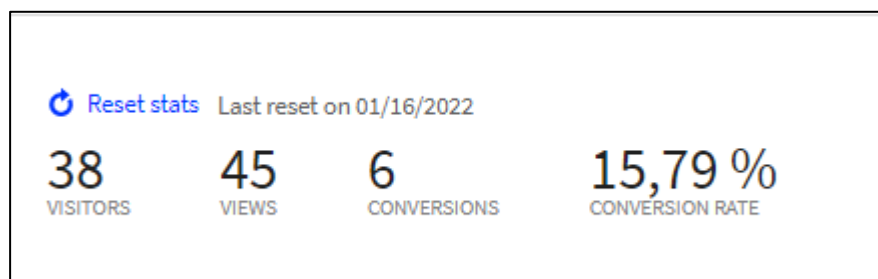 Reset stats Last reset on 01/16/2022
38 45 6 15,79 %
VISITORS VIEWS CONVERSIONS CONVERSION RATE